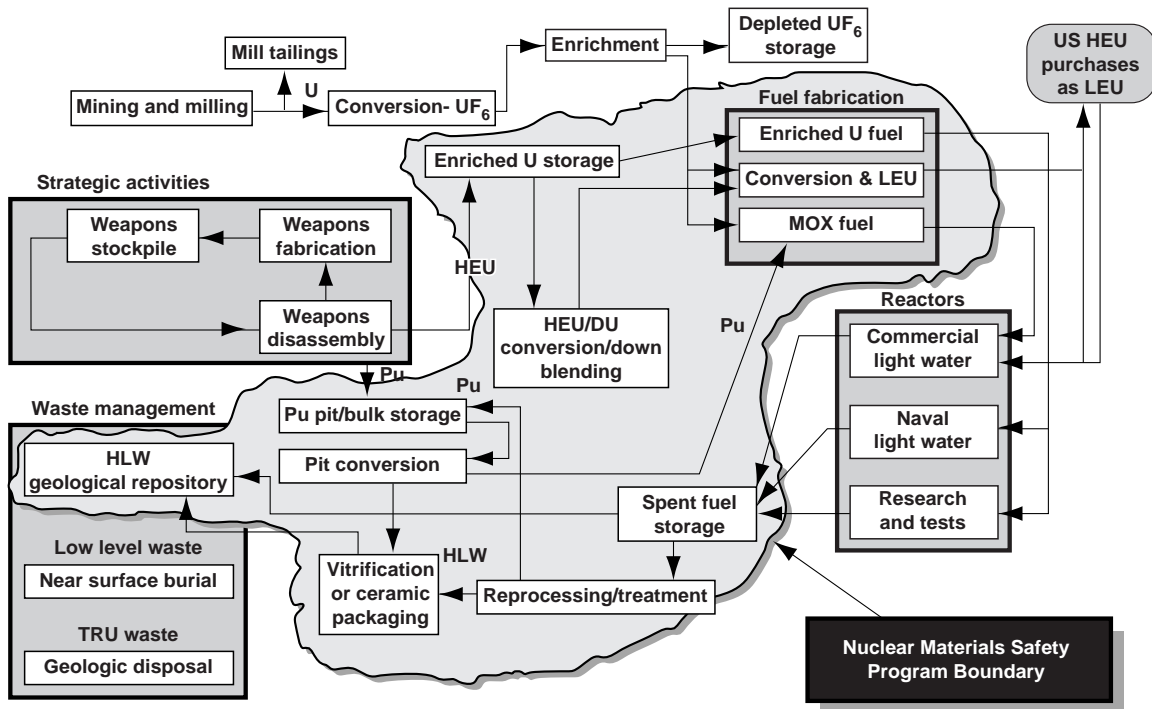 Depleted UF6
storage
Enrichment
US HEU
purchases
as LEU
Mill tailings
U
Mining and milling
Conversion- UF6
Fuel fabrication
Enriched U fuel
Enriched U storage
Conversion & LEU
MOX fuel
Strategic activities
Weapons
stockpile
Weapons
fabrication
HEU
Weapons
disassembly
HEU/DU
conversion/down
blending
Pu
Reactors
Commercial
light water
Naval
light water
Research
and tests
Pu
Pu
Pu pit/bulk storage
Pit conversion
Waste management
HLW
geological repository
Spent fuel
storage
Low level waste
Near surface burial
TRU waste
Geologic disposal
HLW
Vitrification
or ceramic
packaging
Reprocessing/treatment
Nuclear Materials Safety
Program Boundary